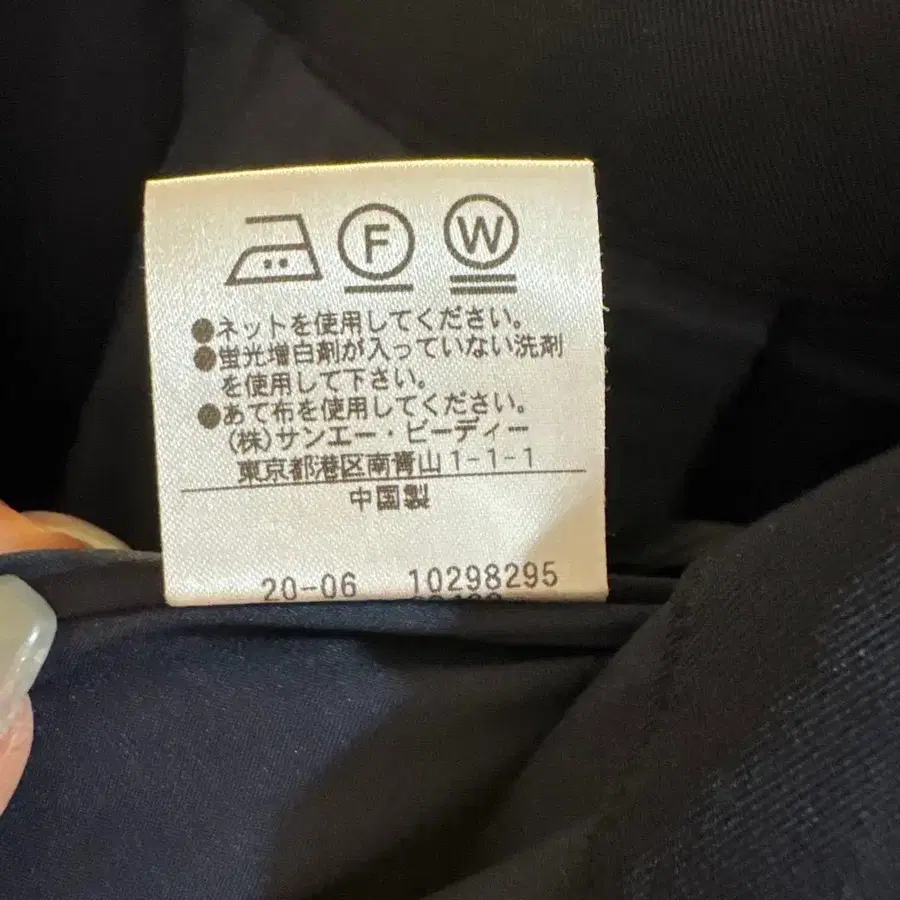 F W
●ネットを使用してください。
●蛍光増白剤が入っていない洗剤
を使用して下さい。
●あて布を使用してください。
(株)サンエー・ビーディー
東京都港区南青山1-1-1
中国製
20-06 10298295